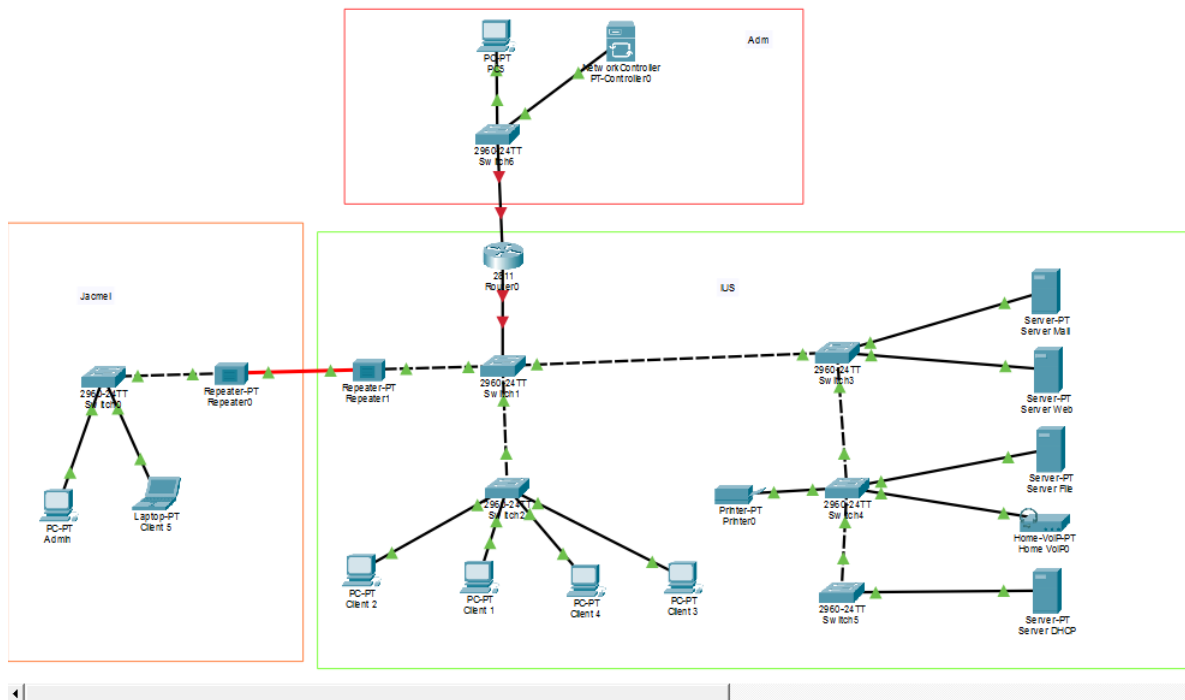 Adm
PC-PT
PC5
NetworkController
PT-Controller0
2960-24TT
Switch6
2811
Router0
IUS
Jacmel
Server-PT
Server Mail
2960-24TT
Switch0
Repeater-PT
Repeater0
Repeater-PT
Repeater1
2960-24TT
Switch1
2960-24TT
Switch3
Server-PT
Server Web
Server-PT
Server File
PC-PT
Admin
Laptop-PT
Client 5
2960-24TT
Switch2
Printer-PT
Printer0
2960-24TT
Switch4
Home-VoIP-PT
Home VoIP0
PC-PT
Client 2
PC-PT
Client 1
PC-PT
Client 4
PC-PT
Client 3
2960-24TT
Switch5
Server-PT
Server DHCP